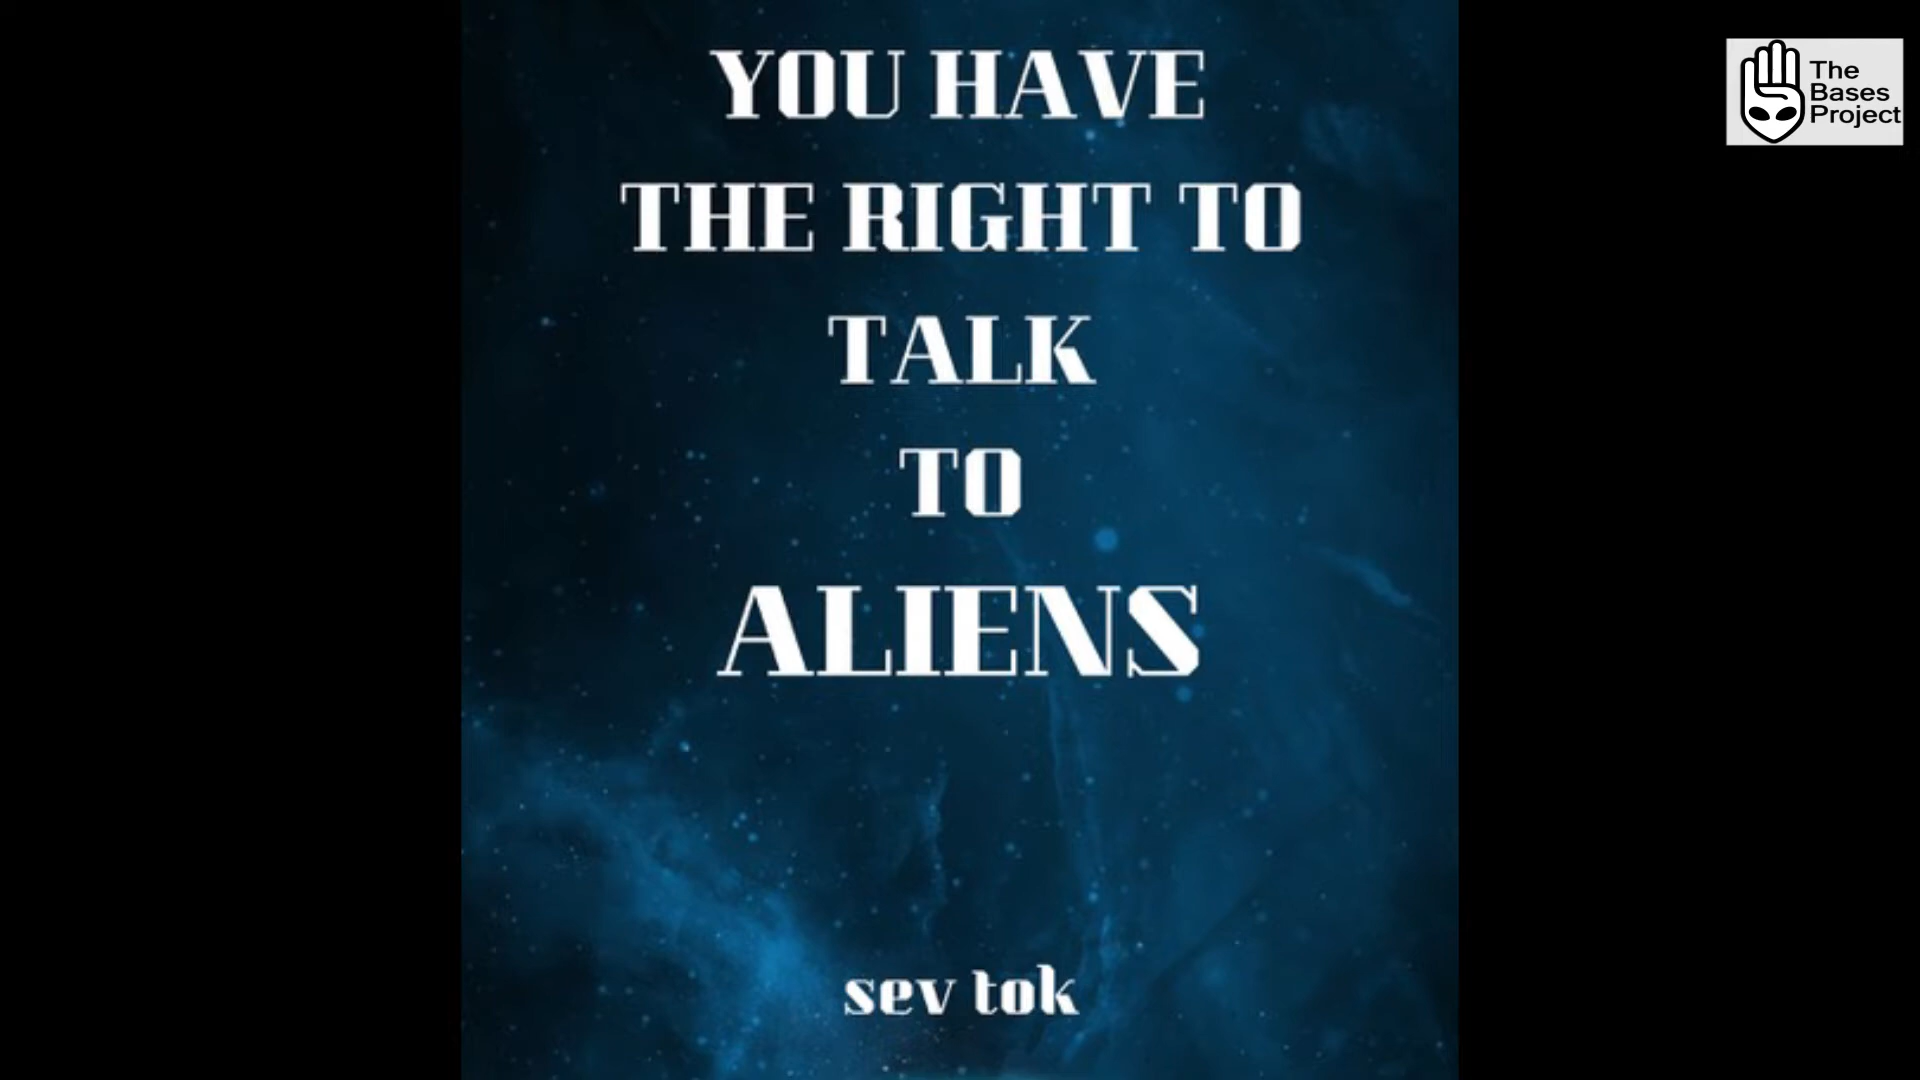 YOU HAVE
THE RIGHT TO
TALK
TO
ALIENS
sev tok
The
Bases
Project